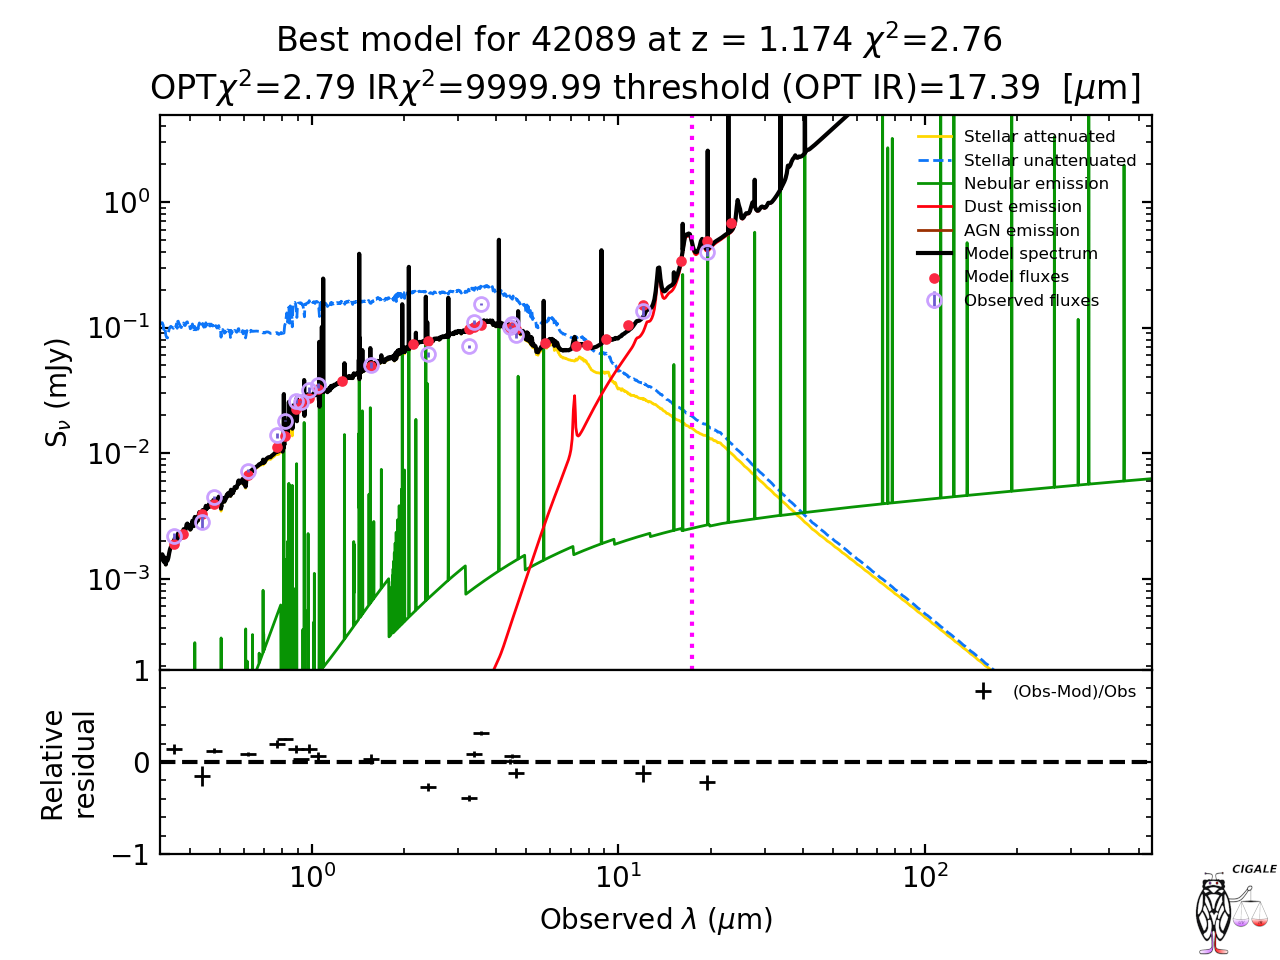 Best model for 42089 at z = 1.174 χ²=2.76
OPTχ²=2.79 IRχ²=9999.99 threshold (OPT IR)=17.39 [μm]
Stellar attenuated
Stellar unattenuated
Nebular emission
Dust emission
AGN emission
Model spectrum
Model fluxes
Observed fluxes
S_ν (mJy)
10⁰
10⁻¹
10⁻²
10⁻³
1
0
−1
Relative
residual
(Obs-Mod)/Obs
10⁰ 10¹ 10²
Observed λ (μm)
CIGALE